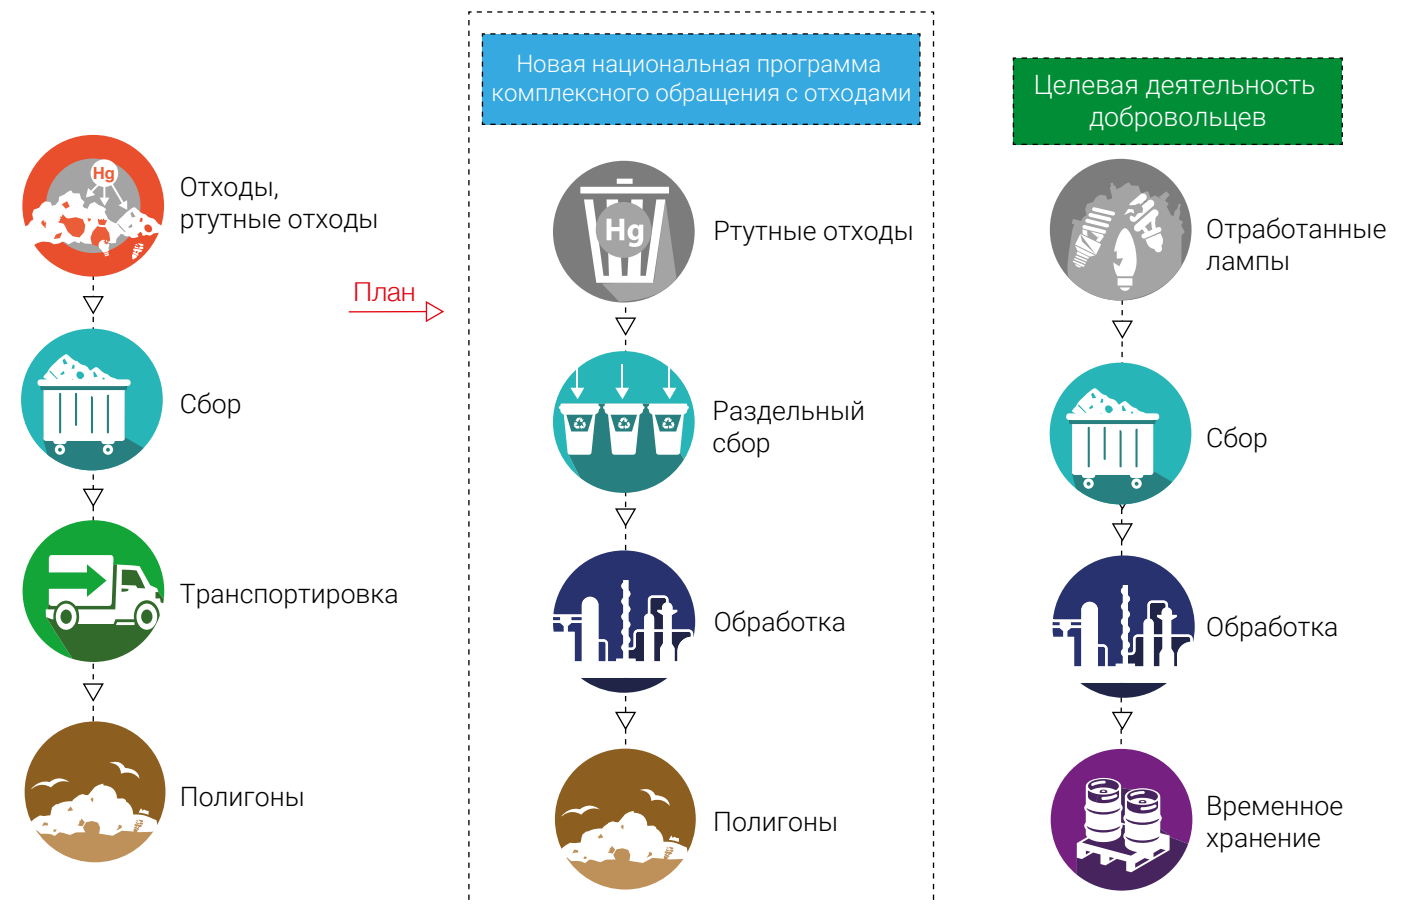 Отходы,
ртутные отходы
Hg
Сбор
Транспортировка
Полигоны
План
Новая национальная программа
комплексного обращения с отходами
Hg
Ртутные отходы
Раздельный
сбор
Обработка
Полигоны
Целевая деятельность
добровольцев
Отработанные
лампы
Сбор
Обработка
Временное
хранение